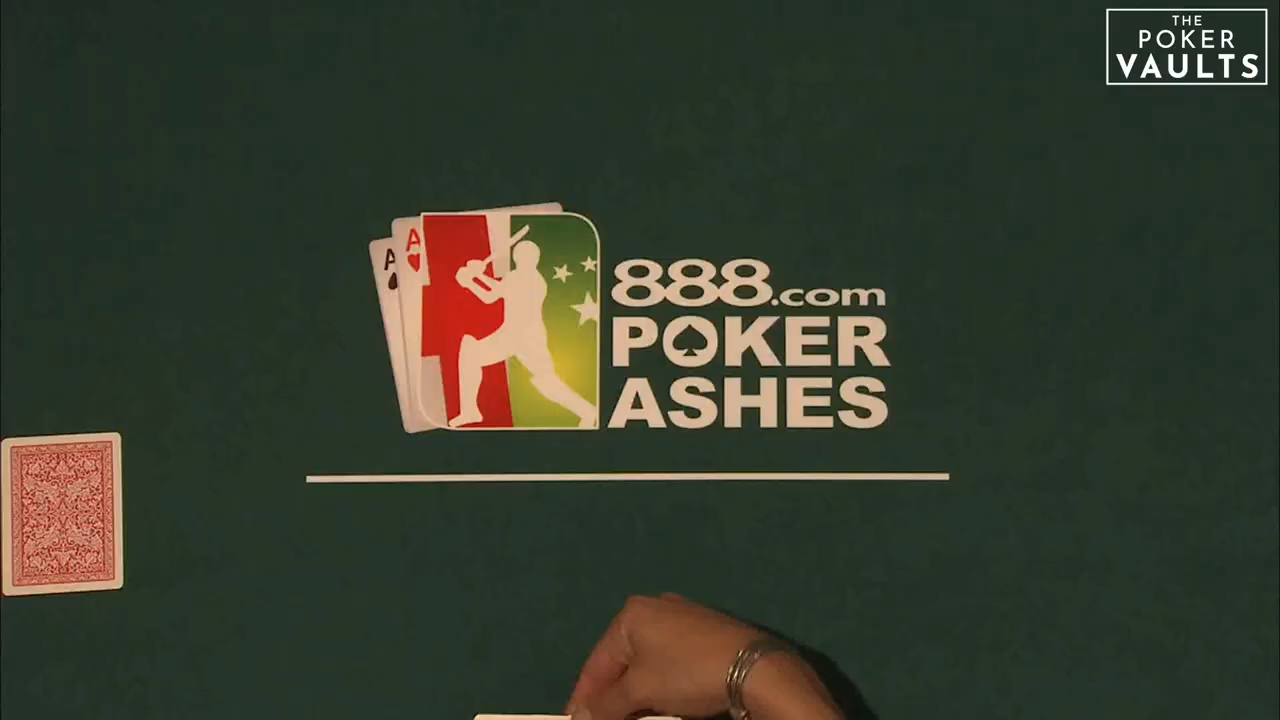 THE
POKER
VAULTS
A
A
888.com
POKER
ASHES